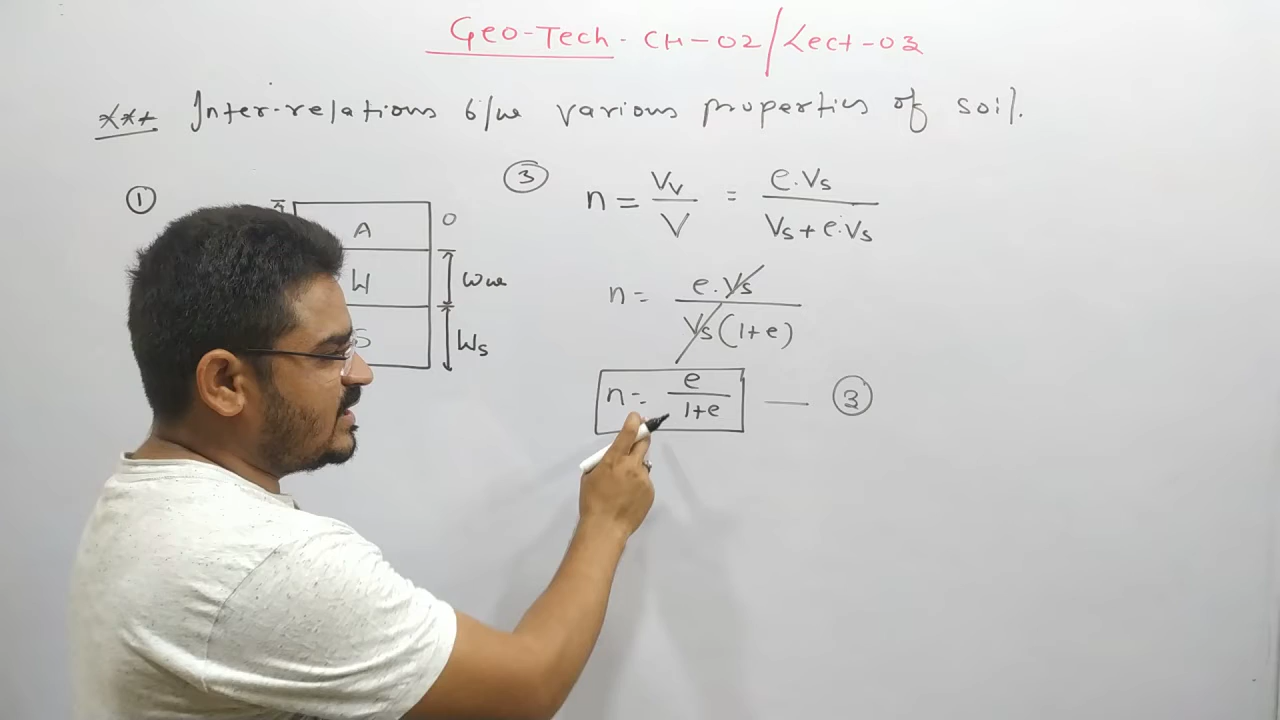 Geo-Tech - CH-02/Lect-03
*** Inter-relations b/w various properties of soil.
①
A
0
W
Ww
S
Ws
③
n = Vv/V = e.Vs/(Vs + e.Vs)
n = e.Vs/(Vs(1+e))
n = e/(1+e) — ③